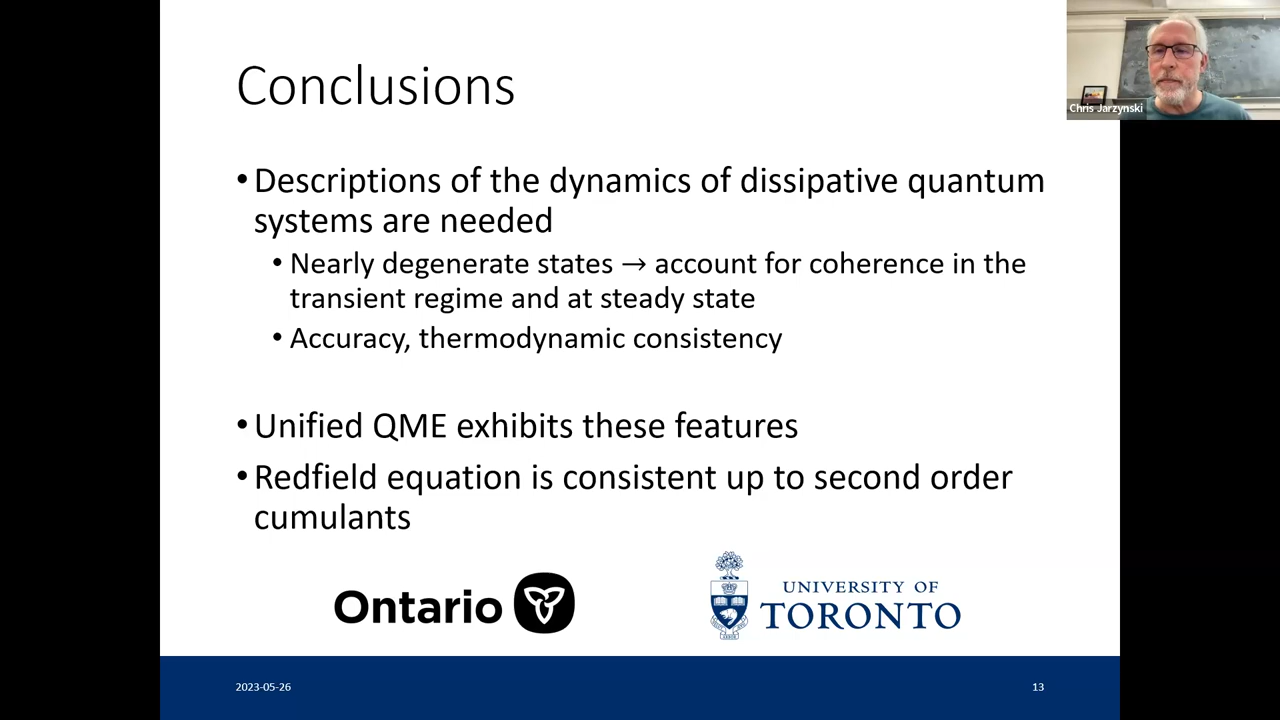 Conclusions
Chris Jarzynski
•Descriptions of the dynamics of dissipative quantum
systems are needed
•Nearly degenerate states → account for coherence in the
transient regime and at steady state
•Accuracy, thermodynamic consistency
•Unified QME exhibits these features
•Redfield equation is consistent up to second order
cumulants
Ontario
UNIVERSITY OF
TORONTO
2023-05-26
13